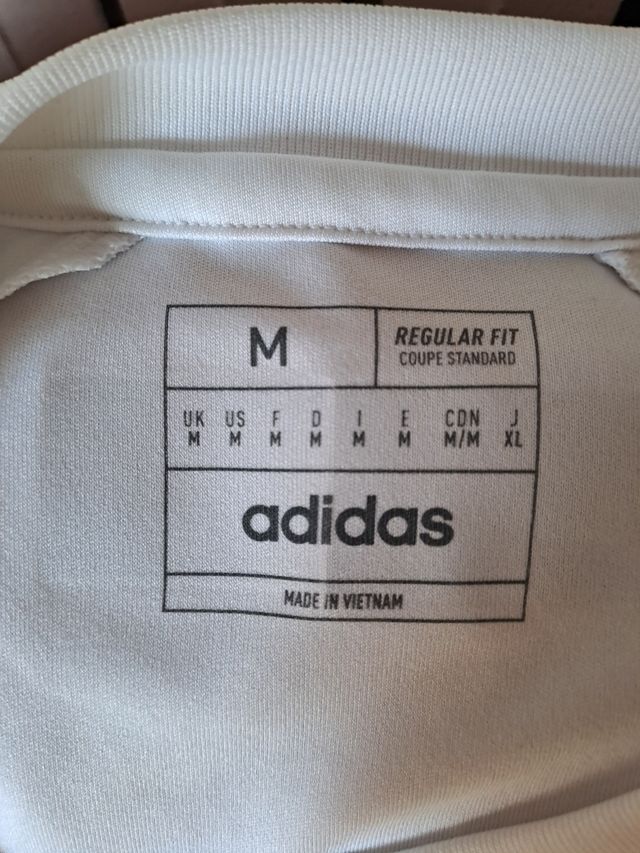 M
REGULAR FIT
COUPE STANDARD
UK US F D I E CDN J
M M M M M M M/M XL
adidas
MADE IN VIETNAM